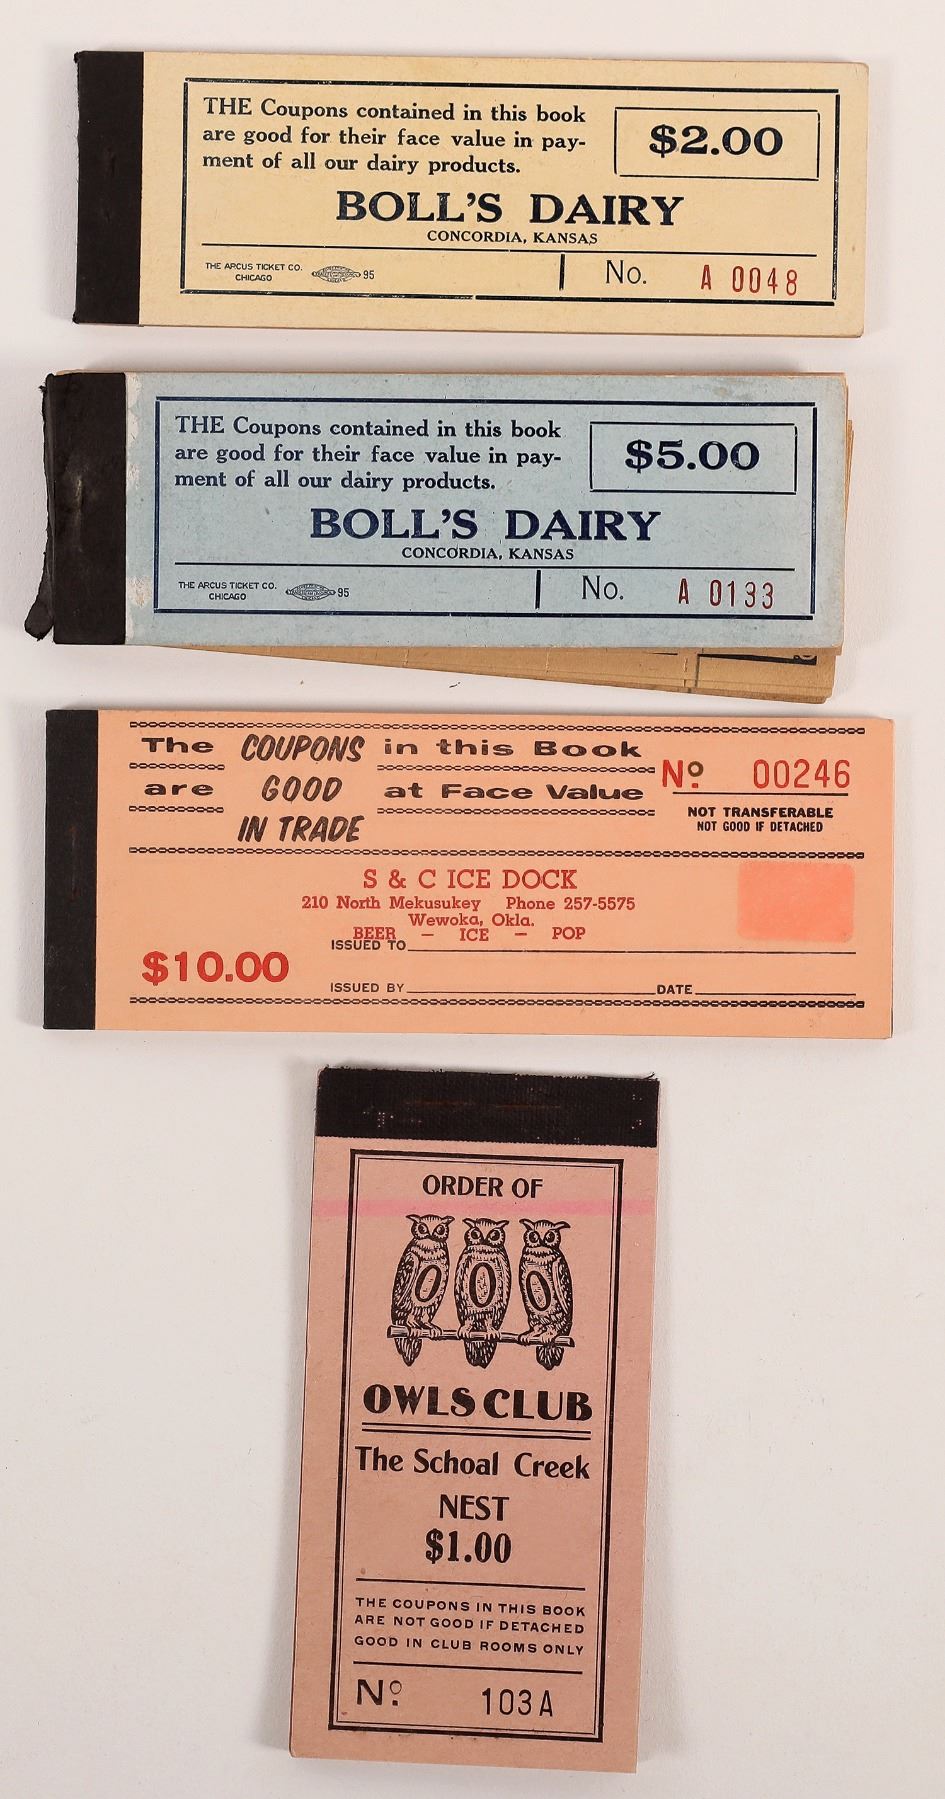 THE Coupons contained in this book
are good for their face value in pay-
ment of all our dairy products.
$2.00
BOLL'S DAIRY
CONCORDIA, KANSAS
THE ARCUS TICKET CO.
CHICAGO
95
No. A 0048
THE Coupons contained in this book
are good for their face value in pay-
ment of all our dairy products.
$5.00
BOLL'S DAIRY
CONCORDIA, KANSAS
THE ARCUS TICKET CO.
CHICAGO
95
No. A 0133
The COUPONS in this Book
are GOOD at Face Value
IN TRADE
Nº 00246
NOT TRANSFERABLE
NOT GOOD IF DETACHED
S & C ICE DOCK
210 North Mekusukey Phone 257-5575
Wewoka, Okla.
BEER – ICE – POP
ISSUED TO
$10.00
ISSUED BY DATE
ORDER OF
O O O
OWLS CLUB
The Schoal Creek
NEST
$1.00
THE COUPONS IN THIS BOOK
ARE NOT GOOD IF DETACHED
GOOD IN CLUB ROOMS ONLY
Nº 103A